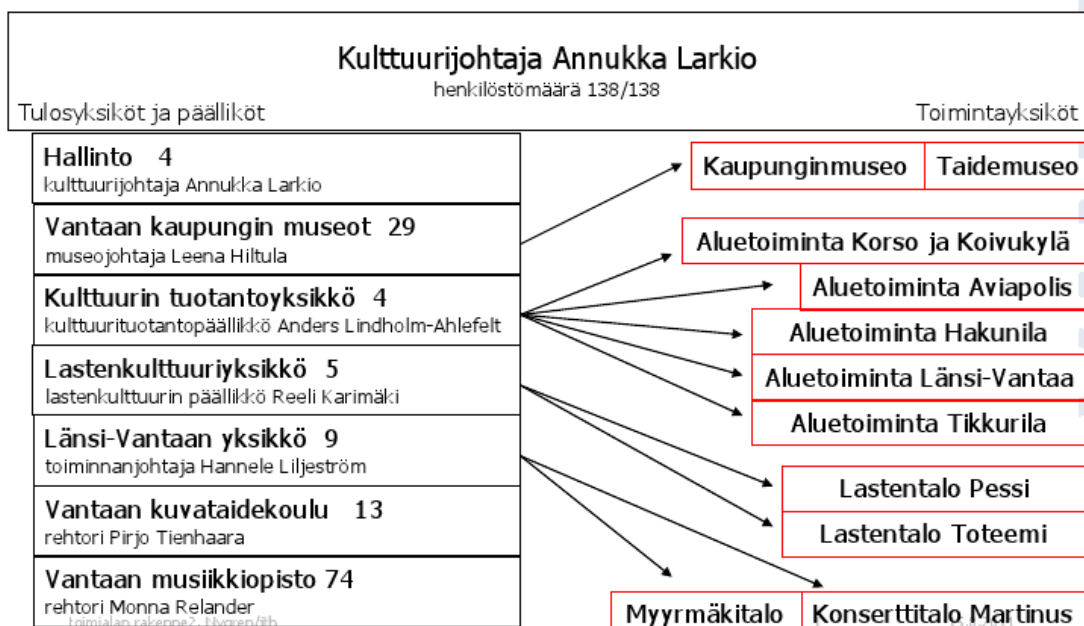 Kulttuurijohtaja Annukka Larkio
henkilöstömäärä 138/138
Tulosyksiköt ja päälliköt
Toimintayksiköt
Hallinto 4
kulttuurijohtaja Annukka Larkio
Vantaan kaupungin museot 29
museojohtaja Leena Hiltula
Kulttuurin tuotantoyksikkö 4
kulttuurituotantopäällikkö Anders Lindholm-Ahlefelt
Lastenkulttuuriyksikkö 5
lastenkulttuurin päällikkö Reeli Karimäki
Länsi-Vantaan yksikkö 9
toiminnanjohtaja Hannele Liljeström
Vantaan kuvataidekoulu 13
rehtori Pirjo Tienhaara
Vantaan musiikkiopisto 74
rehtori Monna Relander
toimialan rakenne2, Nygren/jth
Kaupunginmuseo
Taidemuseo
Aluetoiminta Korso ja Koivukylä
Aluetoiminta Aviapolis
Aluetoiminta Hakunila
Aluetoiminta Länsi-Vantaa
Aluetoiminta Tikkurila
Lastentalo Pessi
Lastentalo Toteemi
Myyrmäkitalo
Konserttitalo Martinus